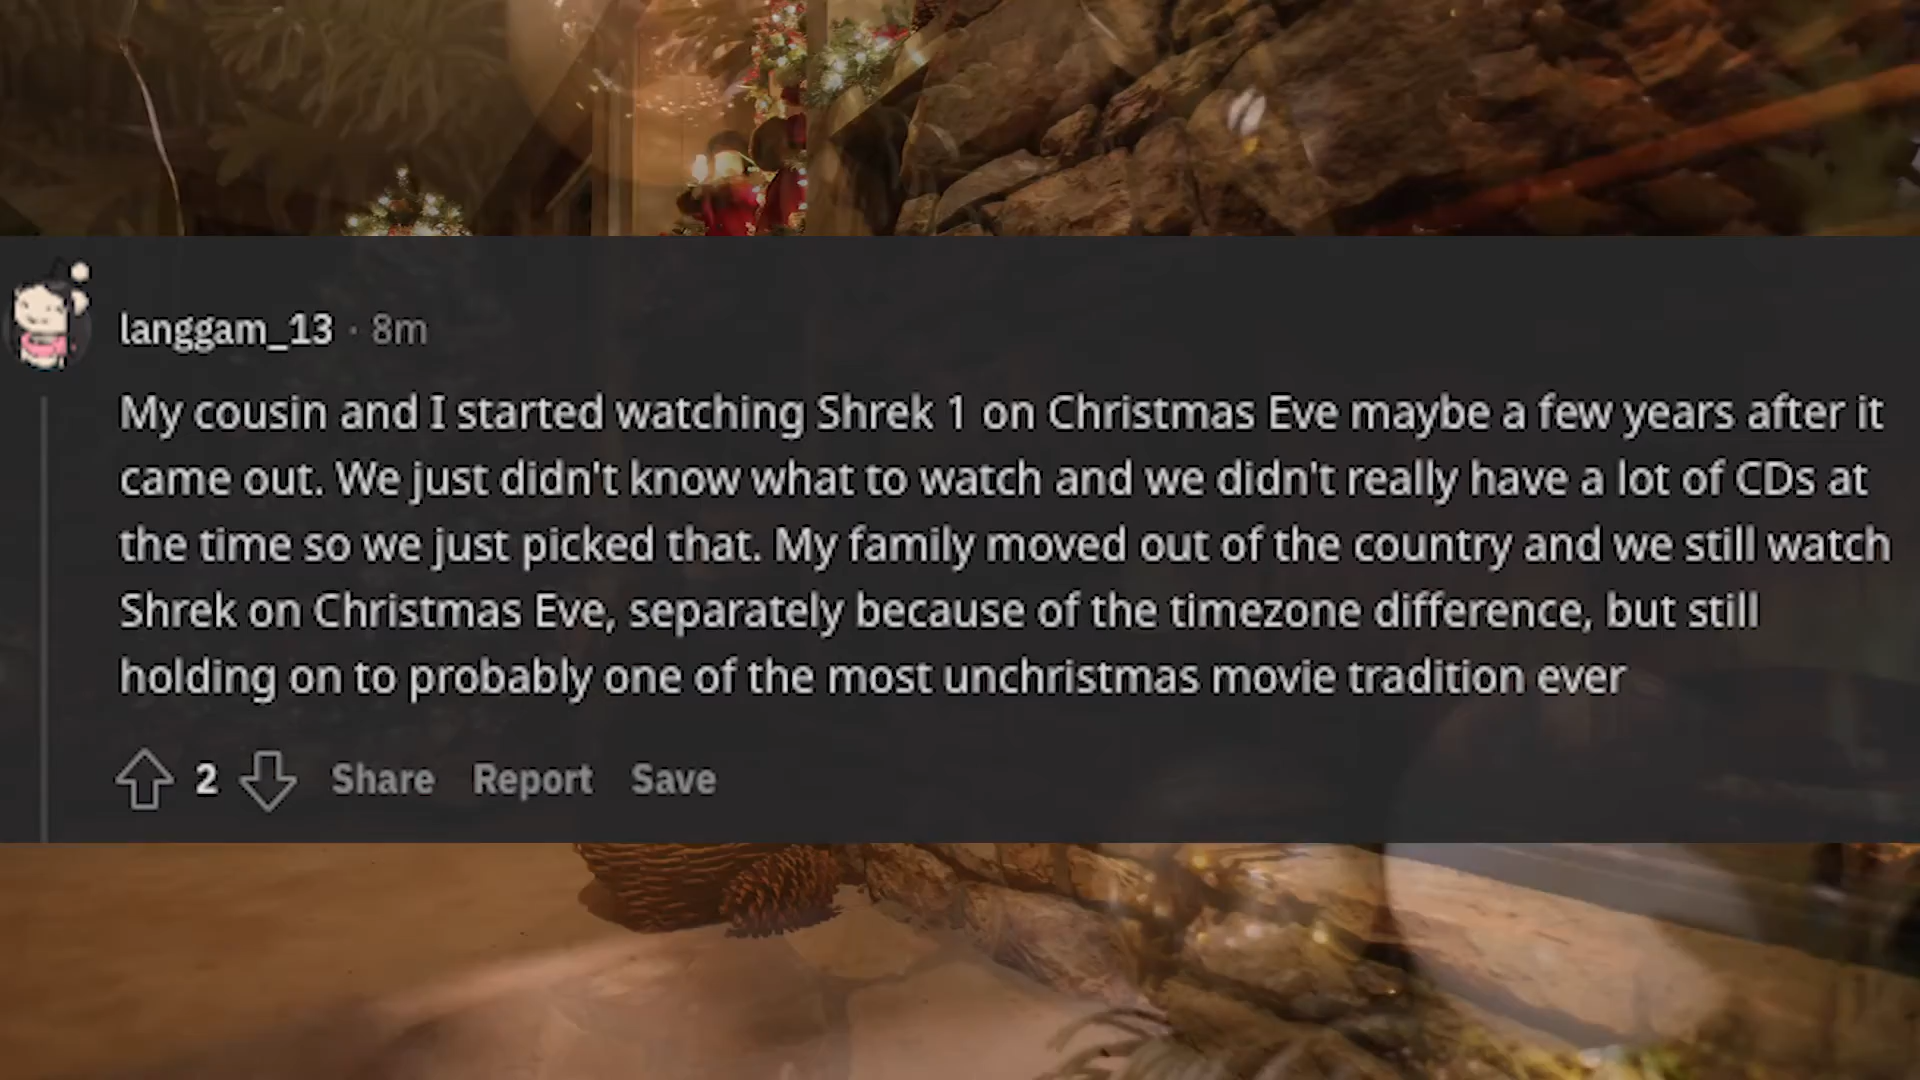 langgam_13 · 8m
My cousin and I started watching Shrek 1 on Christmas Eve maybe a few years after it
came out. We just didn't know what to watch and we didn't really have a lot of CDs at
the time so we just picked that. My family moved out of the country and we still watch
Shrek on Christmas Eve, separately because of the timezone difference, but still
holding on to probably one of the most unchristmas movie tradition ever
2 Share Report Save